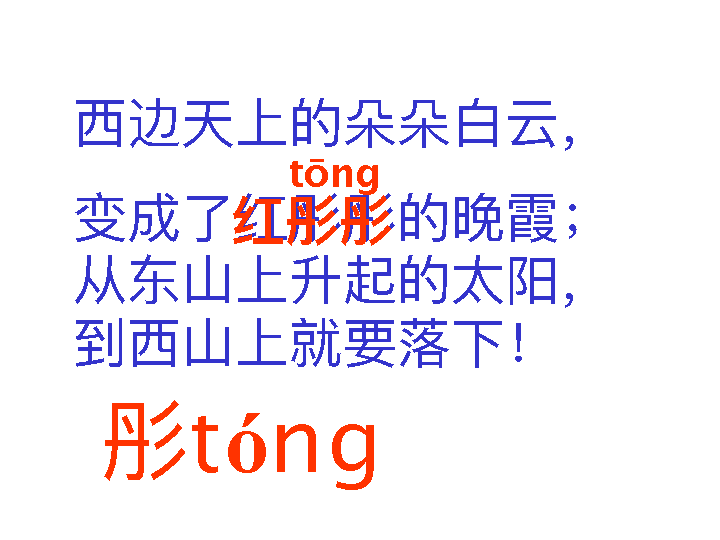 西边天上的朵朵白云，
tōng
变成了红彤彤的晚霞；
从东山上升起的太阳，
到西山上就要落下！
彤tóng